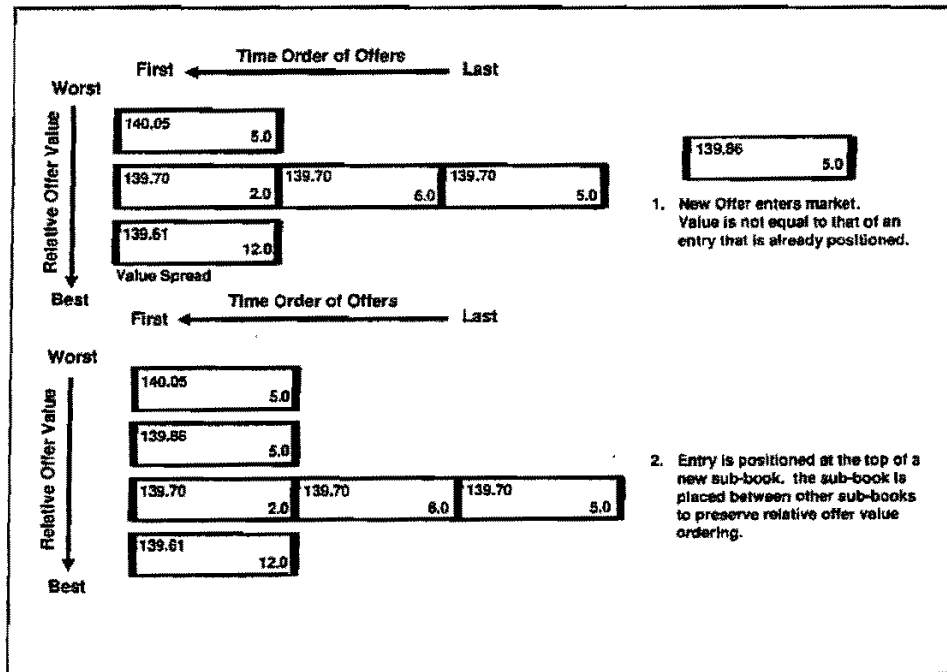 Time Order of Offers
First Last
Worst
Relative Offer Value
140.05
5.0
139.70 139.70 139.70
2.0 6.0 5.0
139.61
12.0
Value Spread
Best
139.86
5.0
1. New Offer enters market.
Value is not equal to that of an
entry that is already positioned.
Time Order of Offers
First Last
Worst
Relative Offer Value
140.05
5.0
139.86
5.0
139.70 139.70 139.70
2.0 6.0 5.0
139.61
12.0
Best
2. Entry is positioned at the top of a
new sub-book. the sub-book is
placed between other sub-books
to preserve relative offer value
ordering.